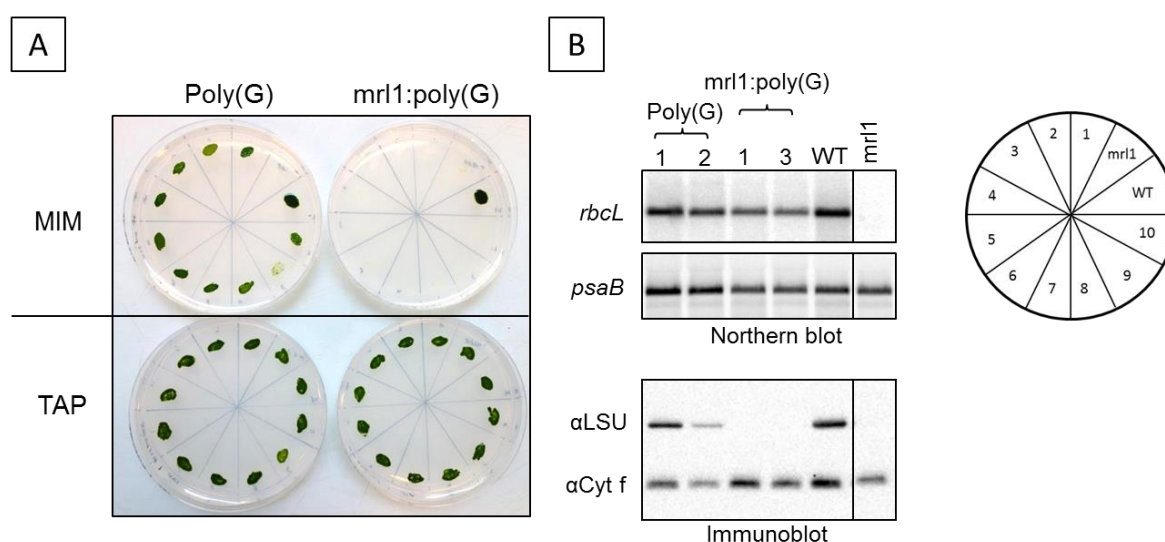 A
Poly(G)
mrl1:poly(G)
MIM
TAP
B
mrl1:poly(G)
Poly(G)
1 2 1 3 WT mrl1
rbcL
psaB
Northern blot
αLSU
αCyt f
Immunoblot
2 1
3 mrl1
4 WT
5 10
6 9
7 8